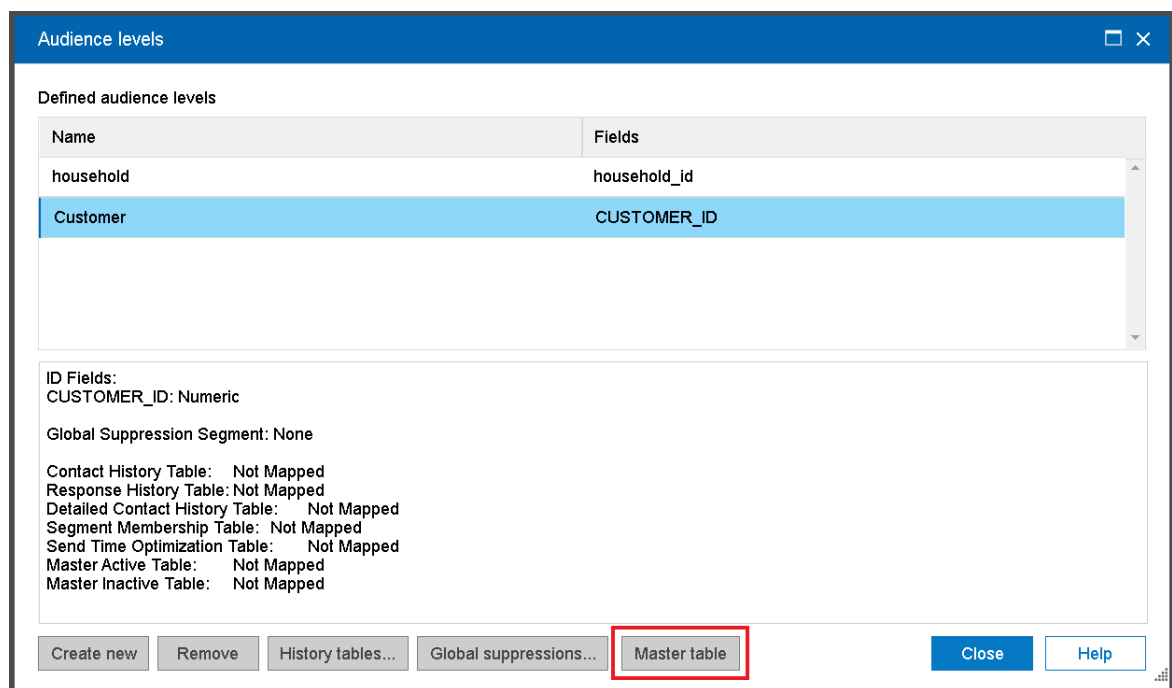 Audience levels
Defined audience levels
Name Fields
household household_id
Customer CUSTOMER_ID
ID Fields:
CUSTOMER_ID: Numeric
Global Suppression Segment: None
Contact History Table: Not Mapped
Response History Table: Not Mapped
Detailed Contact History Table: Not Mapped
Segment Membership Table: Not Mapped
Send Time Optimization Table: Not Mapped
Master Active Table: Not Mapped
Master Inactive Table: Not Mapped
Create new Remove History tables... Global suppressions... Master table Close Help